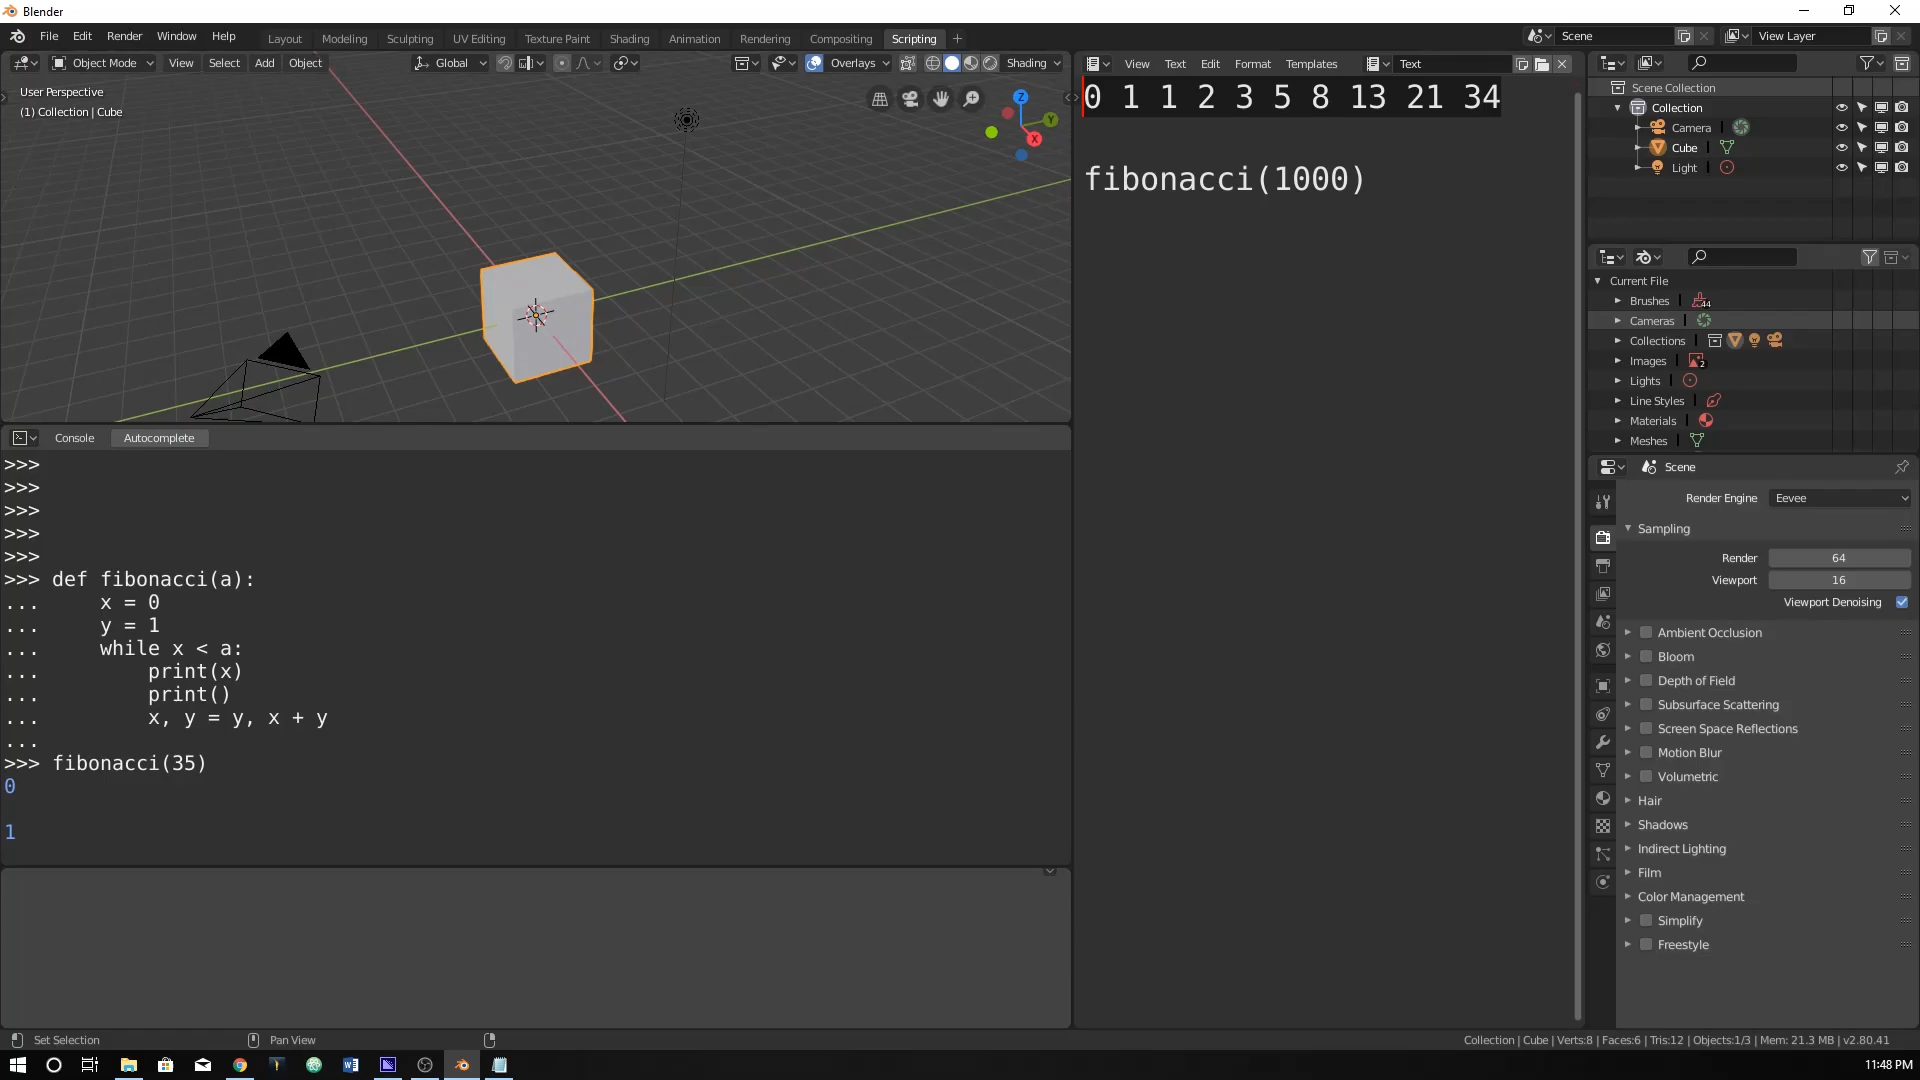 Blender
File Edit Render Window Help
Layout Modeling Sculpting UV Editing Texture Paint Shading Animation Rendering Compositing Scripting +
Scene
View Layer
Object Mode View Select Add Object
Global
Overlays
Shading
User Perspective
(1) Collection | Cube
Z
Y
X
View Text Edit Format Templates
Text
0 1 1 2 3 5 8 13 21 34
fibonacci(1000)
Scene Collection
Collection
Camera
Cube
Light
Current File
Brushes 44
Cameras
Collections
Images 2
Lights
Line Styles
Materials
Meshes
Console Autocomplete
>>>
>>>
>>>
>>>
>>>
>>> def fibonacci(a):
...     x = 0
...     y = 1
...     while x < a:
...         print(x)
...         print()
...         x, y = y, x + y
...
>>> fibonacci(35)
0
1
Scene
Render Engine Eevee
Sampling
Render 64
Viewport 16
Viewport Denoising
Ambient Occlusion
Bloom
Depth of Field
Subsurface Scattering
Screen Space Reflections
Motion Blur
Volumetric
Hair
Shadows
Indirect Lighting
Film
Color Management
Simplify
Freestyle
Set Selection
Pan View
Collection | Cube | Verts:8 | Faces:6 | Tris:12 | Objects:1/3 | Mem: 21.3 MB | v2.80.41
11:48 PM